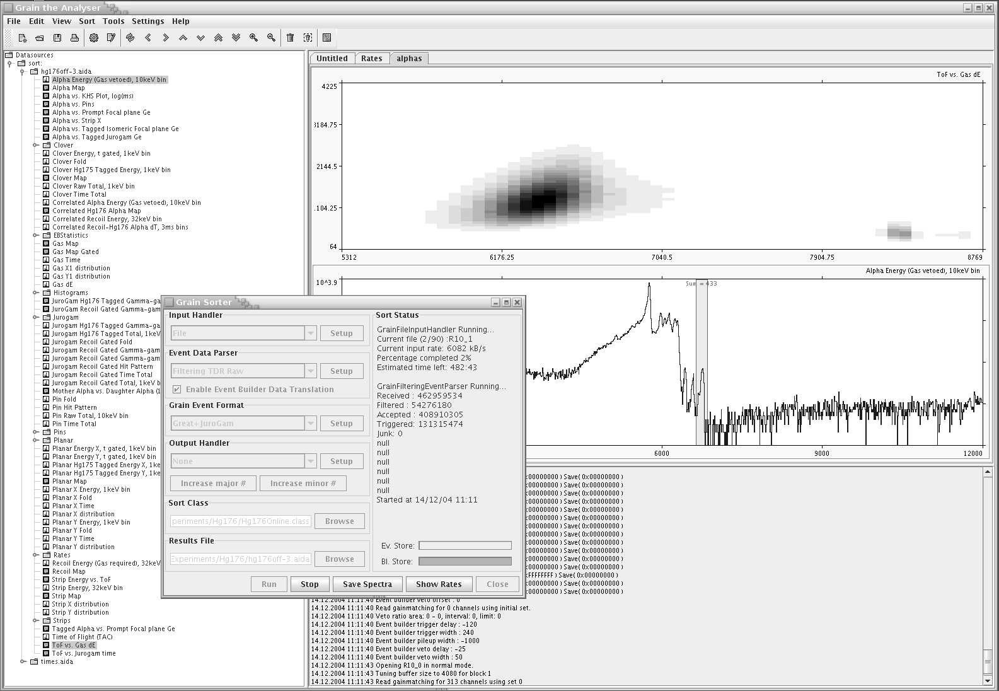 Grain the Analyser
File Edit View Sort Tools Settings Help
Datasources
sort:
hg176off-3.aida
Alpha Energy (Gas vetoed), 10keV bin
Alpha Map
Alpha vs. KHS Plot, log(ms)
Alpha vs. Pins
Alpha vs. Prompt Focal plane Ge
Alpha vs. Strip X
Alpha vs. Tagged Isomeric Focal plane Ge
Alpha vs. Tagged Jurogam Ge
Clover
Clover Energy, t gated, 1keV bin
Clover Fold
Clover Hg175 Tagged Energy, 1keV bin
Clover Map
Clover Raw Total, 1keV bin
Clover Time Total
Correlated Alpha Energy (Gas vetoed), 10keV bin
Correlated Hg176 Alpha Map
Correlated Recoil Energy, 32keV bin
Correlated Recoil-Hg176 Alpha dT, 3ms bins
EBStatistics
Gas Map
Gas Map Gated
Gas Time
Gas X1 distribution
Gas Y1 distribution
Gas dE
Histograms
JuroGam Hg176 Tagged Gamma-ga
JuroGam Recoil Gated Gamma-gam
Jurogam
Jurogam Hg176 Tagged Gamma-ga
Jurogam Hg176 Tagged Total, 1keV
Jurogam Recoil Gated Fold
Jurogam Recoil Gated Gamma-gam
Jurogam Recoil Gated Gamma-gam
Jurogam Recoil Gated Hit Pattern
Jurogam Recoil Gated Time Total
Jurogam Recoil Gated Total, 1keV b
Mother Alpha vs. Daughter Alpha (1
Pin Fold
Pin Hit Pattern
Pin Raw Total, 10keV bin
Pin Time Total
Pins
Planar
Planar Energy X, t gated, 1keV bin
Planar Energy Y, t gated, 1keV bin
Planar Hg175 Tagged Energy X, 1ke
Planar Hg175 Tagged Energy Y, 1ke
Planar Map
Planar X Energy, 1keV bin
Planar X Fold
Planar X Time
Planar X distribution
Planar Y Energy, 1keV bin
Planar Y Fold
Planar Y Time
Planar Y distribution
Rates
Recoil Energy (Gas required), 32keV
Recoil Map
Strip Energy vs. ToF
Strip Energy, 32keV bin
Strip Map
Strip X distribution
Strip Y distribution
Strips
Tagged Alpha vs. Prompt Focal plane Ge
Time of Flight (TAC)
ToF vs. Gas dE
ToF vs. Jurogam time
times.aida
Untitled Rates alphas
ToF vs. Gas dE
4225
3184.75
2144.5
.104.25
64
5312 6176.25 7040.5 7904.75 8769
Alpha Energy (Gas vetoed), 10keV bin
10^3.9
Sum = 433
6000 9000 12000
Grain Sorter
Input Handler
File Setup
Event Data Parser
Filtering TDR Raw Setup
Enable Event Builder Data Translation
Grain Event Format
Great+JuroGam Setup
Output Handler
None Setup
Increase major # Increase minor #
Sort Class
periments/Hg176/Hg176Online.class Browse
Results File
Experiments/Hg176/hg176off-3.aida Browse
Sort Status
GrainFileInputHandler Running...
Current file (2/90) :R10_1
Current input rate: 6082 kB/s
Percentage completed 2%
Estimated time left: 482:43
GrainFilteringEventParser Running...
Received : 462959534
Filtered : 54276180
Accepted : 408910305
Triggered: 131315474
Junk: 0
null
null
null
null
null
null
Started at 14/12/04 11:11
Ev. Store:
Bl. Store:
Run Stop Save Spectra Show Rates Close
x00000000 ) Save( 0x00000000 )
x00000000 ) Save( 0x00000000 )
x00000000 ) Save( 0x00000000 )
x00000000 ) Save( 0x00000000 )
x00000000 ) Save( 0x00000000 )
x00000000 ) Save( 0x00000000 )
x00000000 ) Save( 0x00000000 )
x00000000 ) Save( 0x00000000 )
x00000000 ) Save( 0x00000000 )
x00000000 ) Save( 0x00000000 )
x00000000 ) Save( 0x00000000 )
x00000000 ) Save( 0x00000000 )
xFFFFFFFF ) Save( 0x00000000 )
x00000000 ) Save( 0x00000000 )
x00000000 ) Save( 0x00000000 )
14.12.2004 11:11:40 Event builder veto offset : 0
14.12.2004 11:11:40 Read gainmatching for 0 channels using initial set.
14.12.2004 11:11:40 Veto ratio area: 0 - 0, interval: 0, limit: 0
14.12.2004 11:11:40 Event builder trigger delay : -120
14.12.2004 11:11:40 Event builder trigger width : 240
14.12.2004 11:11:40 Event builder pileup width : -1000
14.12.2004 11:11:40 Event builder veto delay : -25
14.12.2004 11:11:40 Event builder veto width : 50
14.12.2004 11:11:43 Opening R10_0 in normal mode.
14.12.2004 11:11:43 Tuning buffer size to 4080 for block 1
14.12.2004 11:11:43 Read gainmatching for 313 channels using set 0